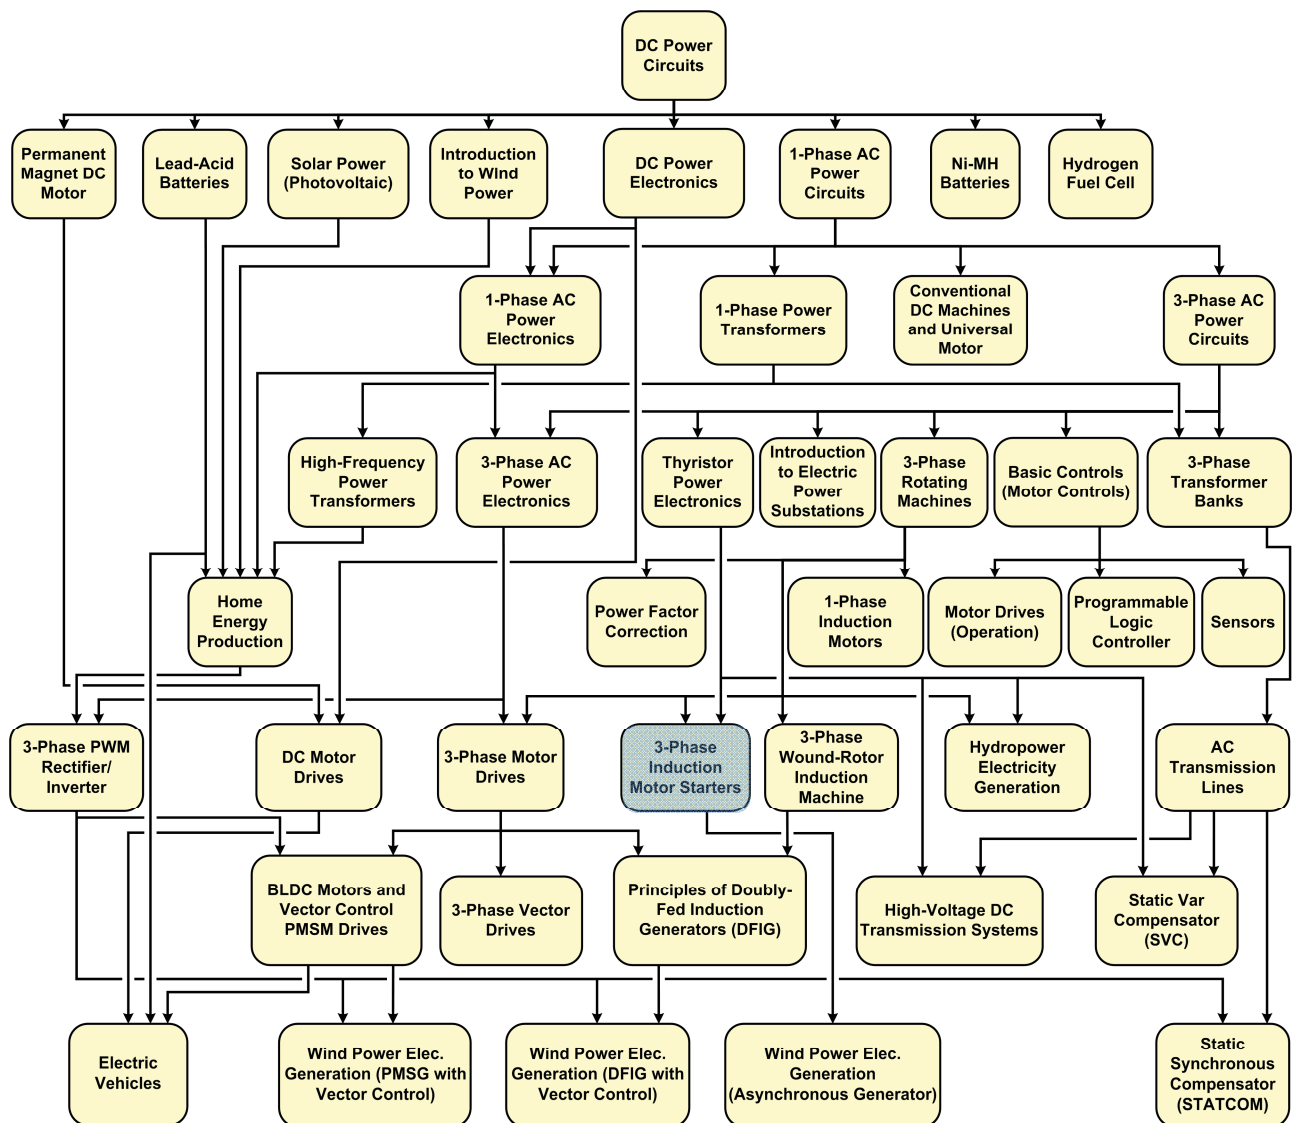 DC Power
Circuits
Permanent
Magnet DC
Motor
Lead-Acid
Batteries
Solar Power
(Photovoltaic)
Introduction
to WInd
Power
DC Power
Electronics
1-Phase AC
Power
Circuits
Ni-MH
Batteries
Hydrogen
Fuel Cell
1-Phase AC
Power
Electronics
1-Phase Power
Transformers
Conventional
DC Machines
and Universal
Motor
3-Phase AC
Power
Circuits
High-Frequency
Power
Transformers
3-Phase AC
Power
Electronics
Thyristor
Power
Electronics
Introduction
to Electric
Power
Substations
3-Phase
Rotating
Machines
Basic Controls
(Motor Controls)
3-Phase
Transformer
Banks
Home
Energy
Production
Power Factor
Correction
1-Phase
Induction
Motors
Motor Drives
(Operation)
Programmable
Logic
Controller
Sensors
3-Phase PWM
Rectifier/
Inverter
DC Motor
Drives
3-Phase Motor
Drives
3-Phase
Induction
Motor Starters
3-Phase
Wound-Rotor
Induction
Machine
Hydropower
Electricity
Generation
AC
Transmission
Lines
BLDC Motors and
Vector Control
PMSM Drives
3-Phase Vector
Drives
Principles of Doubly-
Fed Induction
Generators (DFIG)
High-Voltage DC
Transmission Systems
Static Var
Compensator
(SVC)
Electric
Vehicles
Wind Power Elec.
Generation (PMSG with
Vector Control)
Wind Power Elec.
Generation (DFIG with
Vector Control)
Wind Power Elec.
Generation
(Asynchronous Generator)
Static
Synchronous
Compensator
(STATCOM)